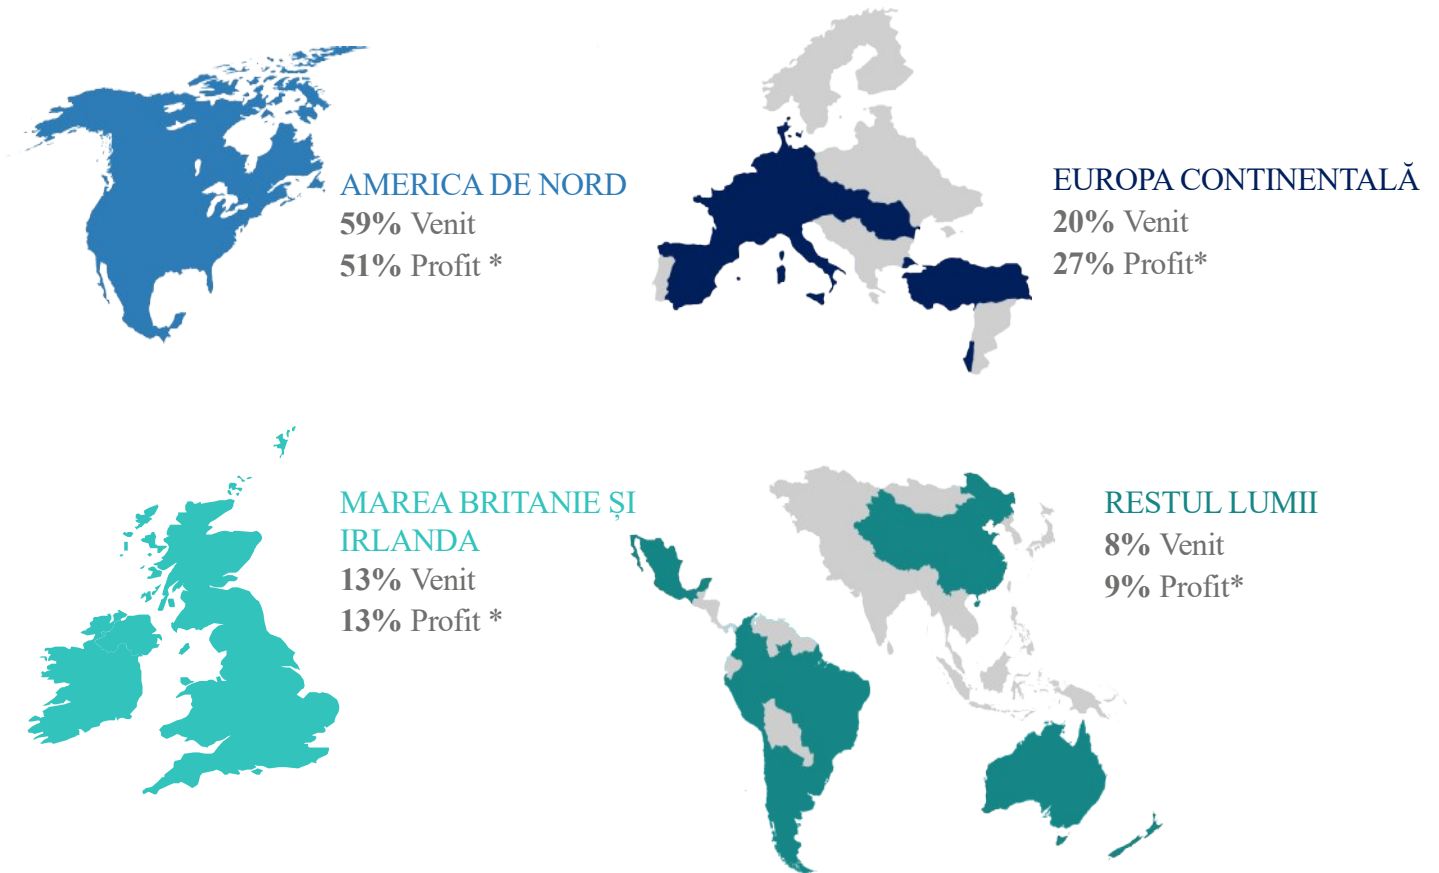 AMERICA DE NORD
59% Venit
51% Profit *
EUROPA CONTINENTALĂ
20% Venit
27% Profit*
MAREA BRITANIE ȘI
IRLANDA
13% Venit
13% Profit *
RESTUL LUMII
8% Venit
9% Profit*